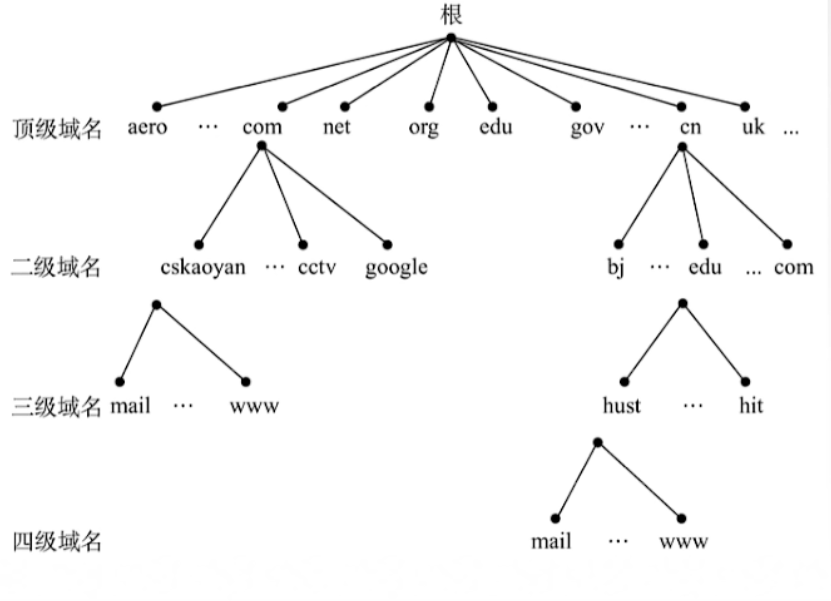 根
顶级域名 aero … com net org edu gov … cn uk ...
二级域名 cskaoyan … cctv google bj … edu ... com
三级域名 mail … www hust … hit
四级域名 mail … www